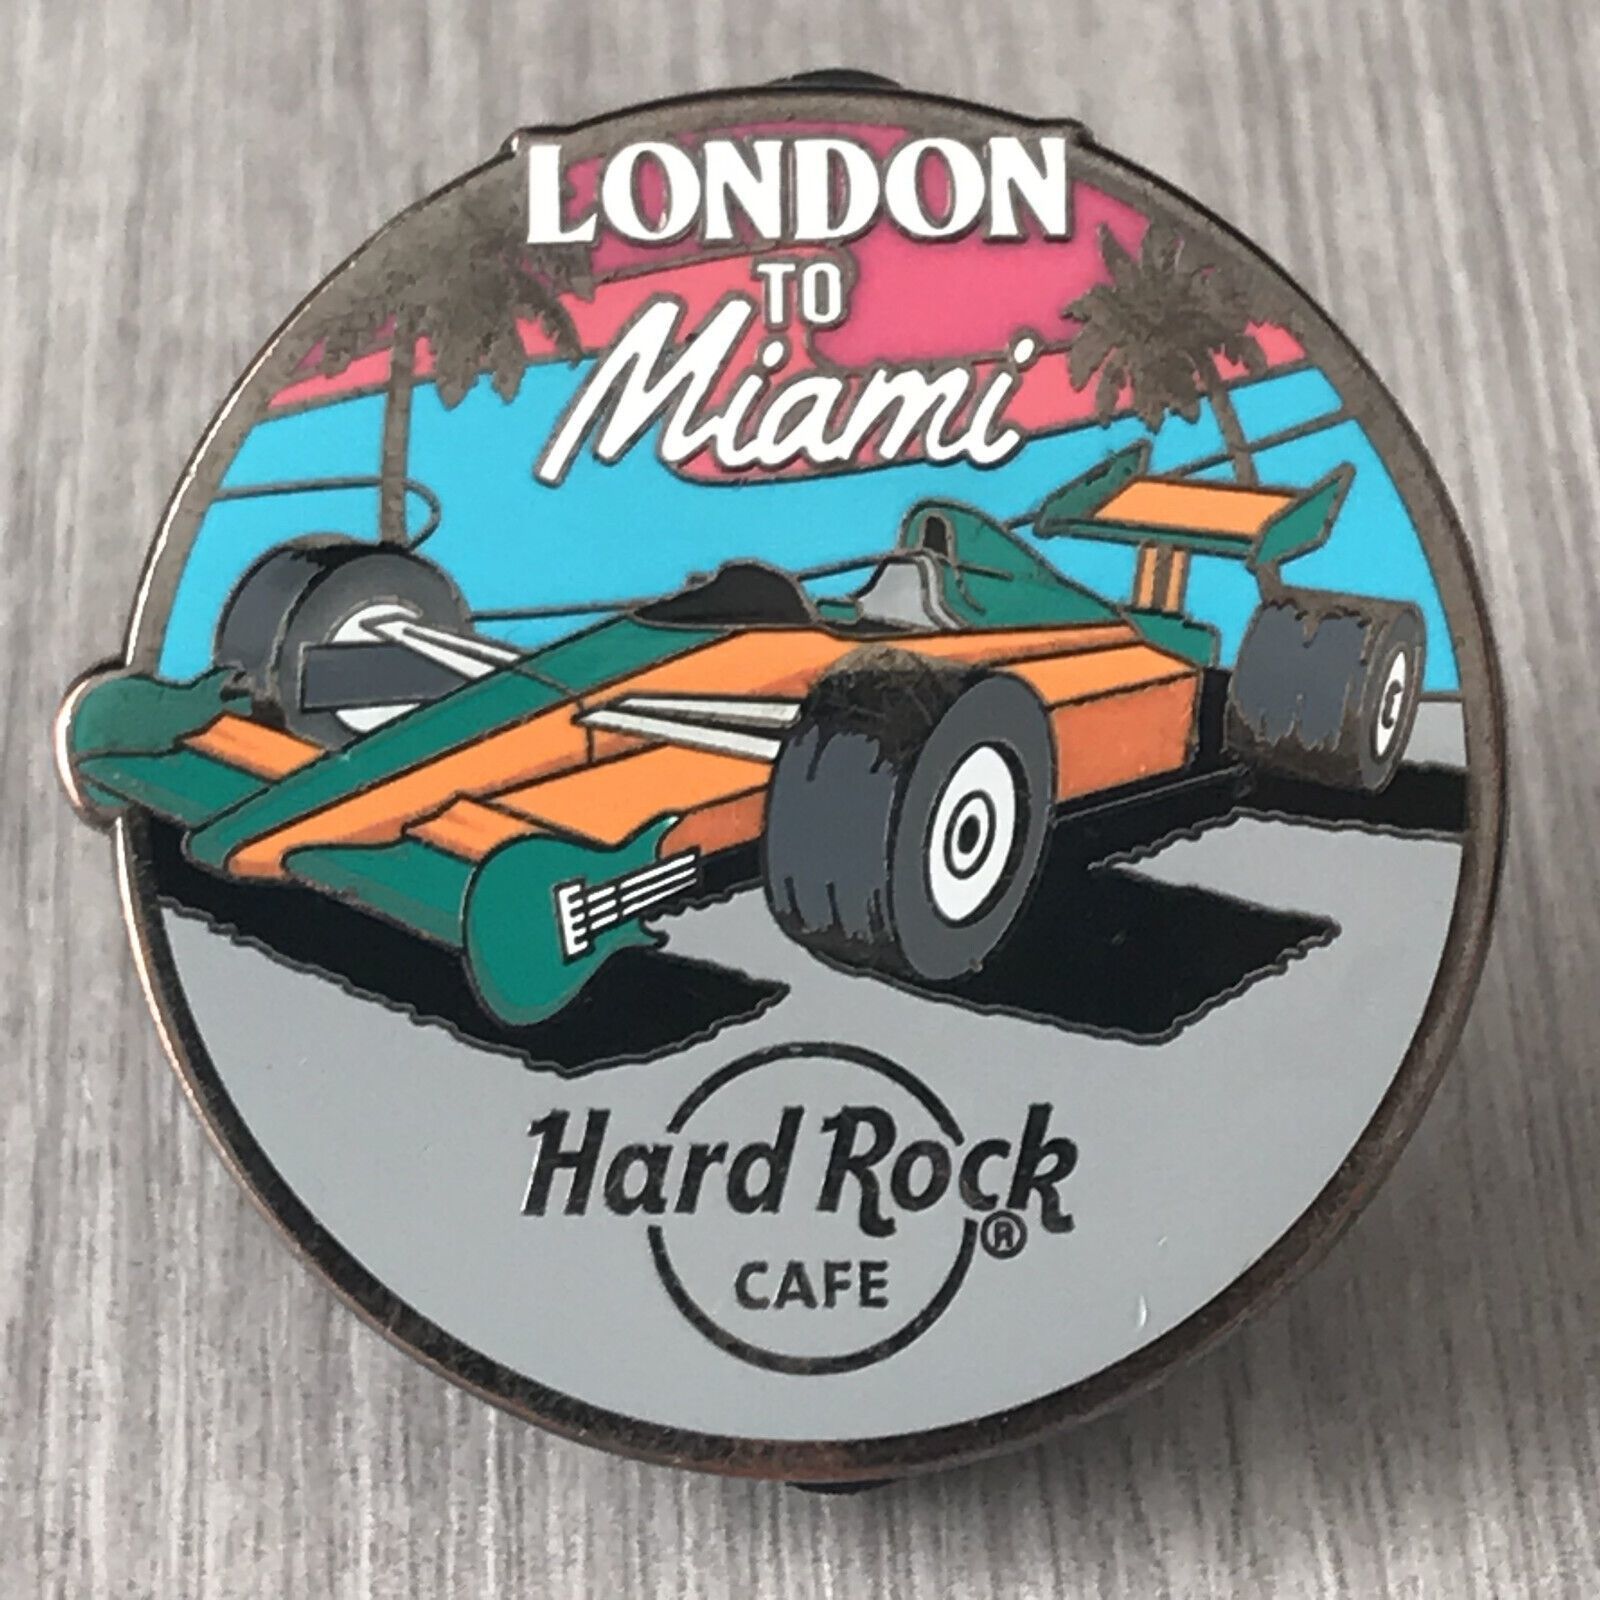 LONDON
TO
Miami
Hard Rock
®
CAFE